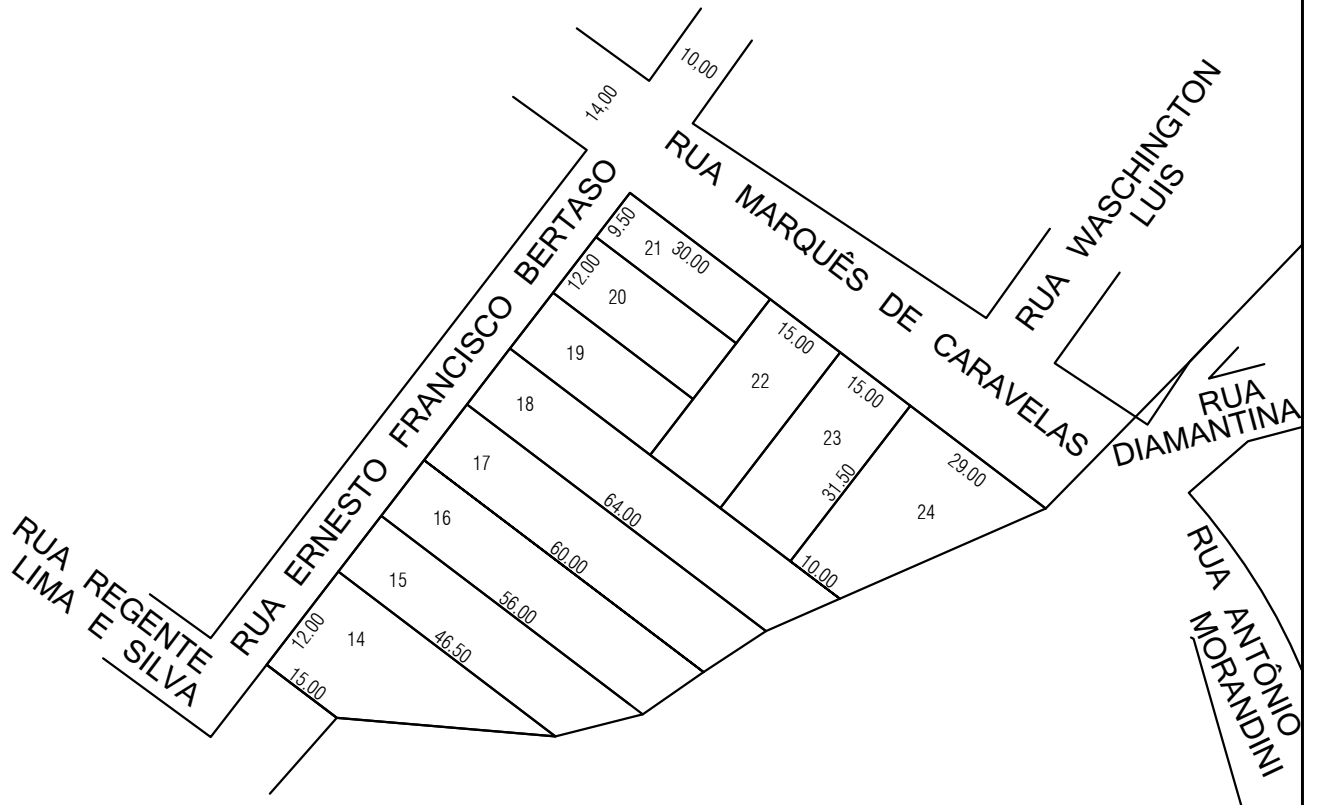 10,00
14,00
RUA MARQUÊS DE CARAVELAS
RUA WASCHINGTON
LUIS
RUA ERNESTO FRANCISCO BERTASO
9.50
21
30.00
12.00
20
19
18
17
16
15
14
12.00
15.00
22
15.00
23
15.00
31.50
24
29.00
10.00
64.00
60.00
56.00
46.50
RUA
DIAMANTINA
RUA ANTÔNIO
MORANDINI
RUA REGENTE
LIMA E SILVA